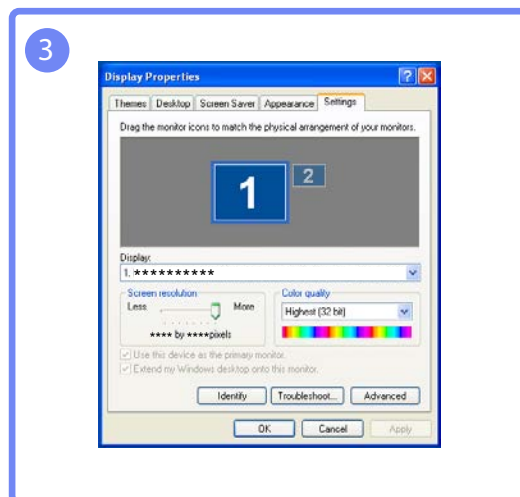 3
Display Properties
Themes Desktop Screen Saver Appearance Settings
Drag the monitor icons to match the physical arrangement of your monitors.
1 2
Display:
1. **********
Screen resolution Color quality
Less More Highest (32 bit)
**** by ****pixels
Use this device as the primary monitor.
Extend my Windows desktop onto this monitor.
Identify Troubleshoot... Advanced
OK Cancel Apply